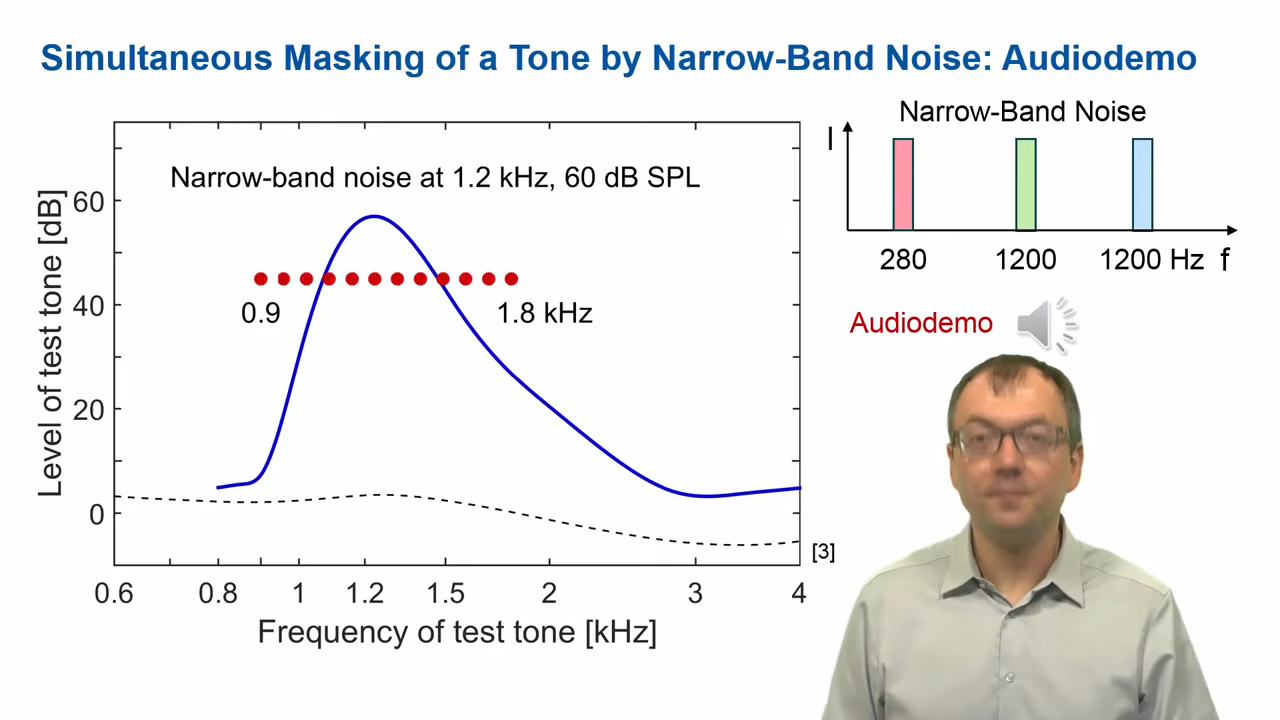 Simultaneous Masking of a Tone by Narrow-Band Noise: Audiodemo
Narrow-band noise at 1.2 kHz, 60 dB SPL
Level of test tone [dB]
60
40
20
0
0.9
1.8 kHz
0.6 0.8 1 1.2 1.5 2 3 4
Frequency of test tone [kHz]
[3]
Narrow-Band Noise
I
280 1200 1200 Hz f
Audiodemo